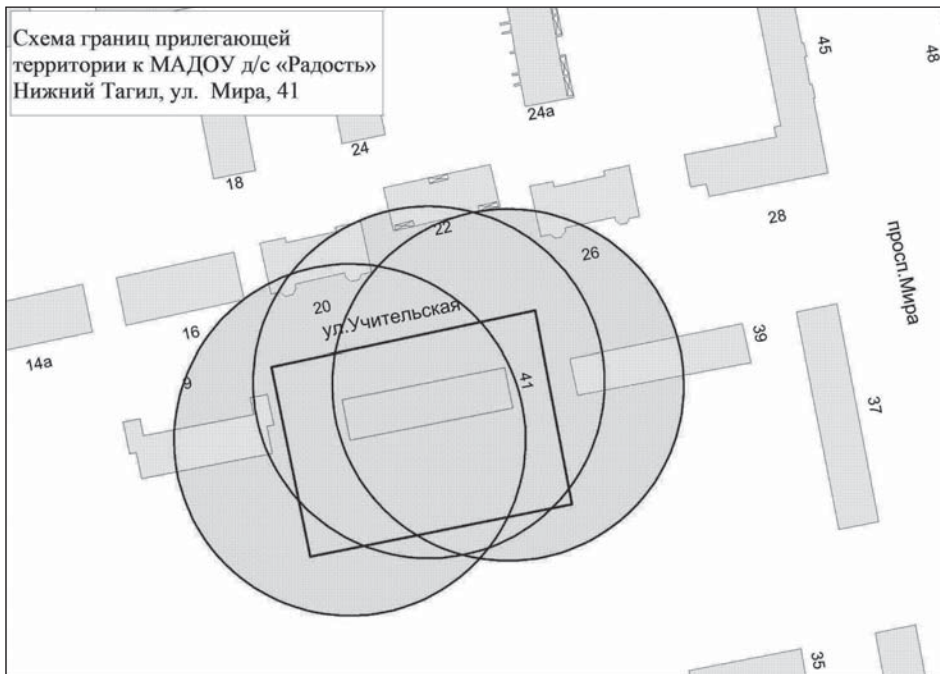 Схема границ прилегающей
территории к МАДОУ д/с «Радость»
Нижний Тагил, ул. Мира, 41
45
48
24а
24
18
22
28
26
просп.Мира
20
ул.Учительская
16
39
14а
9
41
37
35